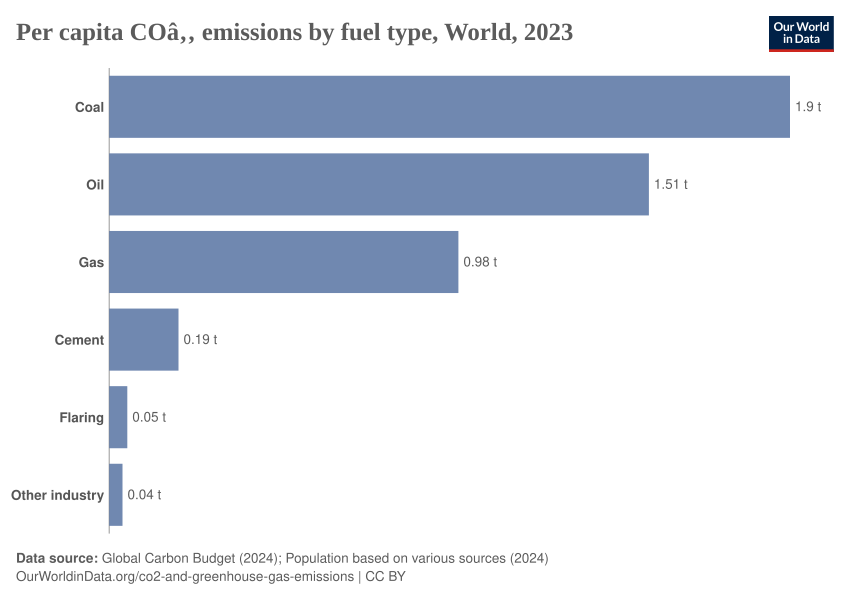 Per capita COâ‚‚ emissions by fuel type, World, 2023
Our World
in Data
Coal
1.9 t
Oil
1.51 t
Gas
0.98 t
Cement
0.19 t
Flaring
0.05 t
Other industry
0.04 t
Data source: Global Carbon Budget (2024); Population based on various sources (2024)
OurWorldinData.org/co2-and-greenhouse-gas-emissions | CC BY